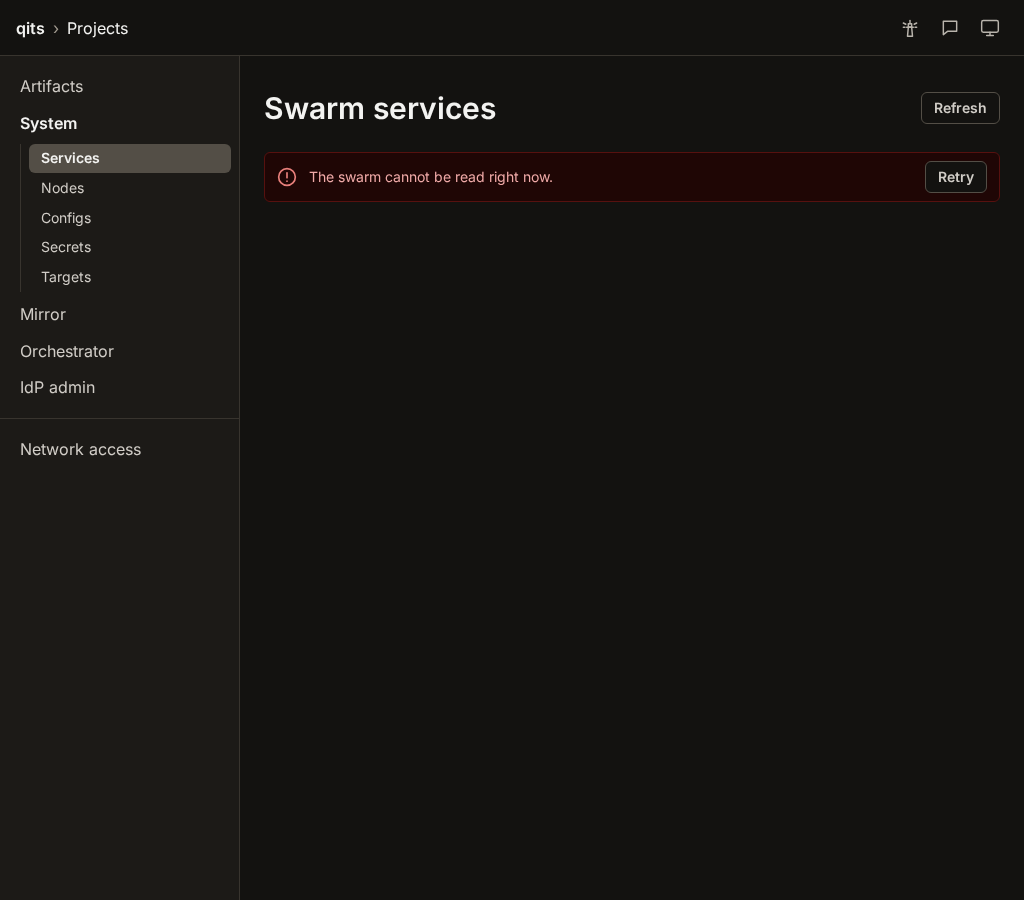 qits › Projects
Artifacts
System
Services
Nodes
Configs
Secrets
Targets
Mirror
Orchestrator
IdP admin
Network access
Swarm services
Refresh
The swarm cannot be read right now.
Retry